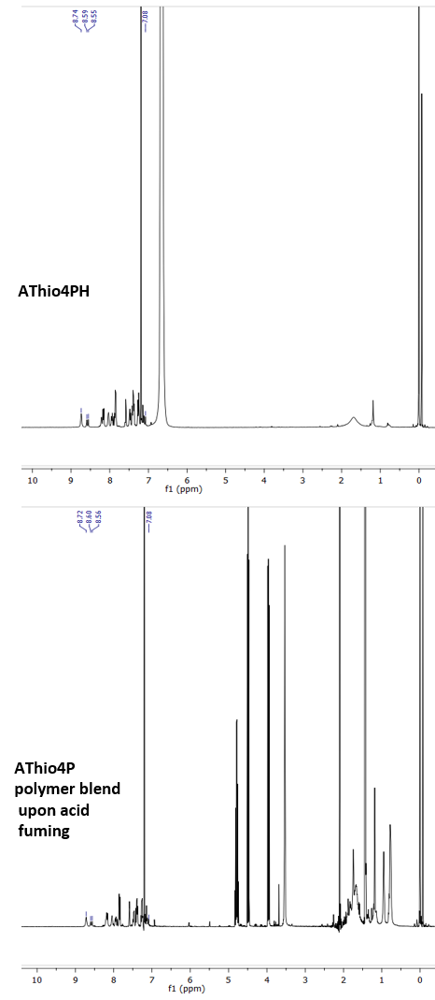 8.74
8.59
8.55
7.08
AThio4PH
10 9 8 7 6 5 4 3 2 1 0
f1 (ppm)
8.72
8.60
8.56
7.08
AThio4P
polymer blend
upon acid
fuming
10 9 8 7 6 5 4 3 2 1 0
f1 (ppm)